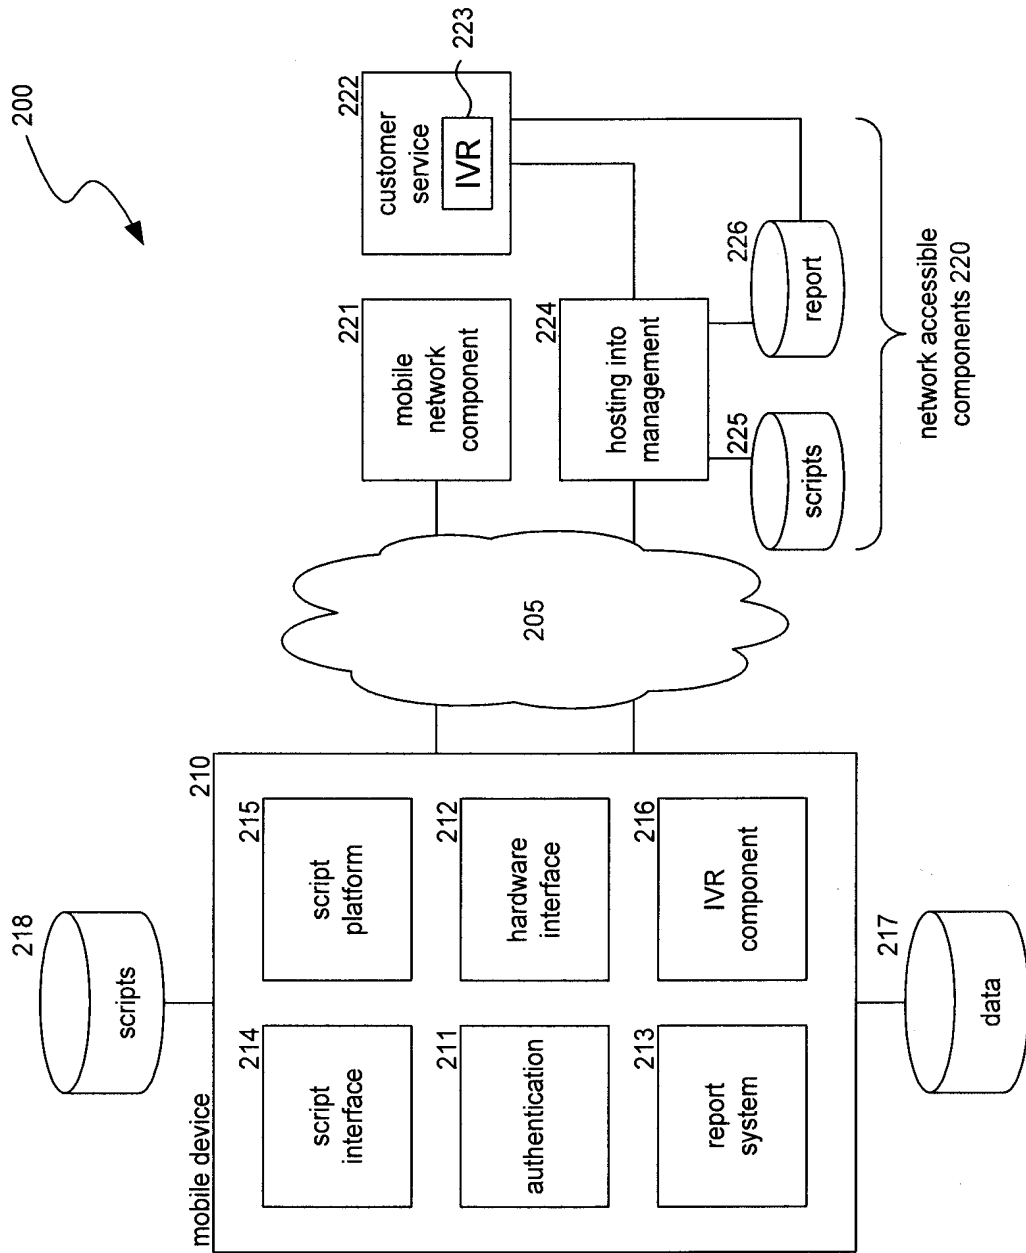 200
218
scripts
mobile device
210
214
script
interface
215
script
platform
211
authentication
212
hardware
interface
213
report
system
216
IVR
component
217
data
205
221
mobile
network
component
222
customer
service
IVR
223
224
hosting into
management
225
scripts
226
report
network accessible
components 220